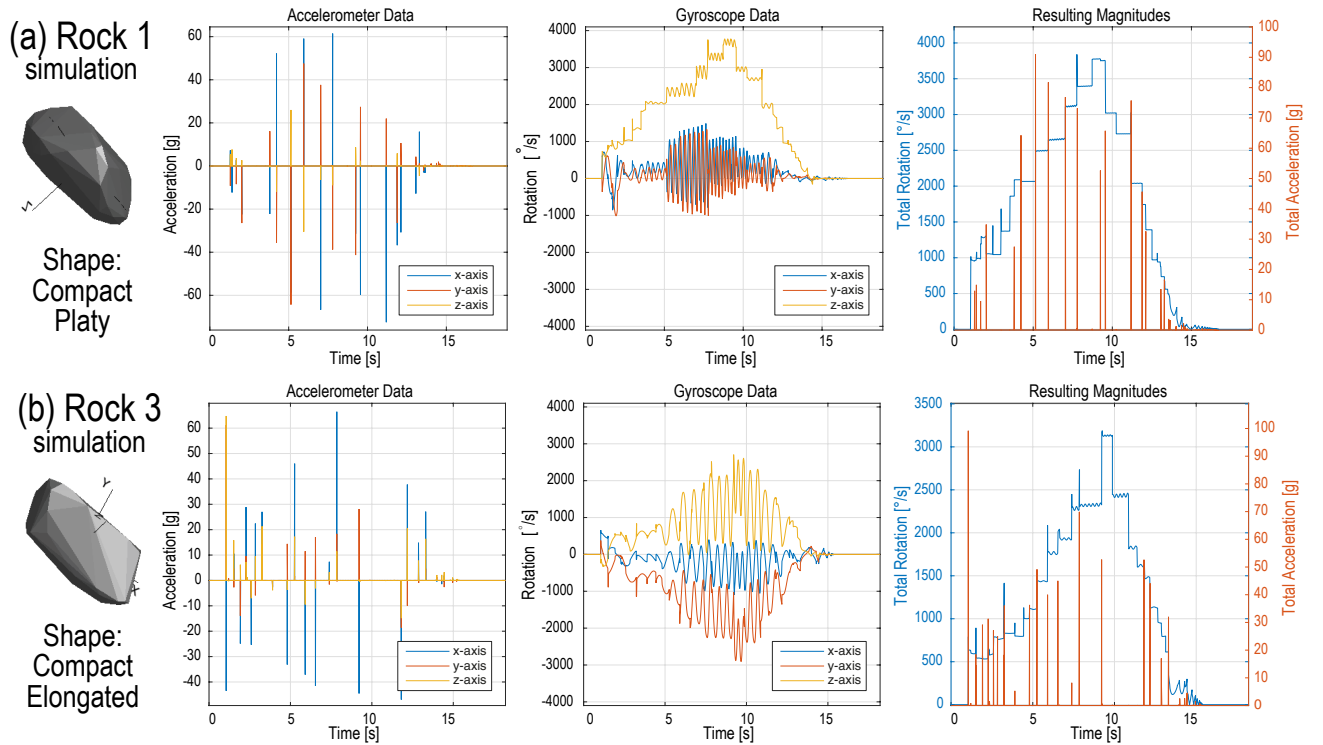 (a) Rock 1
simulation
Shape:
Compact
Platy
Accelerometer Data
Acceleration [g]
60
40
20
0
-20
-40
-60
x-axis
y-axis
z-axis
0 5 10 15
Time [s]
Gyroscope Data
Rotation [°/s]
4000
3000
2000
1000
0
-1000
-2000
-3000
-4000
x-axis
y-axis
z-axis
0 5 10 15
Time [s]
Resulting Magnitudes
Total Rotation [°/s]
4000
3500
3000
2500
2000
1500
1000
500
0
100
90
80
70
60
50
40
30
20
10
0
Total Acceleration [g]
0 5 10 15
Time [s]
(b) Rock 3
simulation
Y
X
Shape:
Compact
Elongated
Accelerometer Data
Acceleration [g]
60
50
40
30
20
10
0
-10
-20
-30
-40
x-axis
y-axis
z-axis
0 5 10 15
Time [s]
Gyroscope Data
Rotation [°/s]
4000
3000
2000
1000
0
-1000
-2000
-3000
-4000
x-axis
y-axis
z-axis
0 5 10 15
Time [s]
Resulting Magnitudes
Total Rotation [°/s]
3500
3000
2500
2000
1500
1000
500
0
100
90
80
70
60
50
40
30
20
10
0
Total Acceleration [g]
0 5 10 15
Time [s]